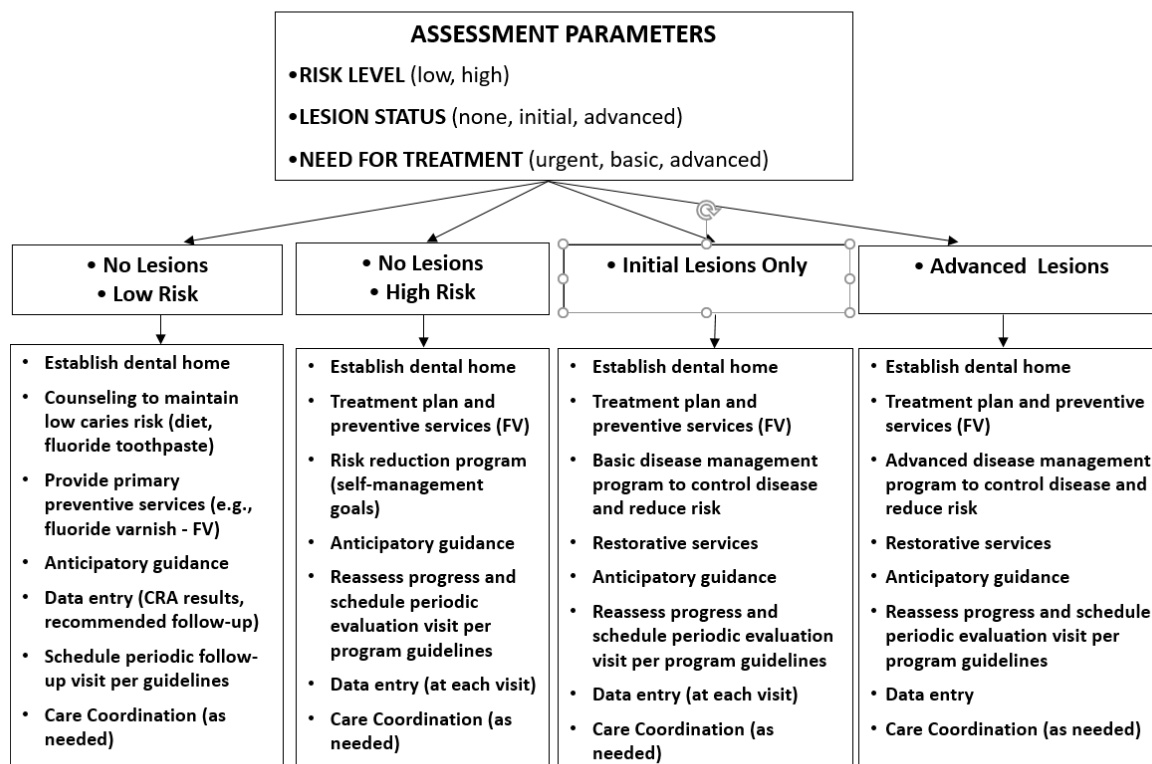 ASSESSMENT PARAMETERS
•RISK LEVEL (low, high)
•LESION STATUS (none, initial, advanced)
•NEED FOR TREATMENT (urgent, basic, advanced)
• No Lesions
• Low Risk
• No Lesions
• High Risk
• Initial Lesions Only
• Advanced Lesions
• Establish dental home
• Counseling to maintain
low caries risk (diet,
fluoride toothpaste)
• Provide primary
preventive services (e.g.,
fluoride varnish - FV)
• Anticipatory guidance
• Data entry (CRA results,
recommended follow-up)
• Schedule periodic follow-
up visit per guidelines
• Care Coordination (as
needed)
• Establish dental home
• Treatment plan and
preventive services (FV)
• Risk reduction program
(self-management
goals)
• Anticipatory guidance
• Reassess progress and
schedule periodic
evaluation visit per
program guidelines
• Data entry (at each visit)
• Care Coordination (as
needed)
• Establish dental home
• Treatment plan and
preventive services (FV)
• Basic disease management
program to control disease
and reduce risk
• Restorative services
• Anticipatory guidance
• Reassess progress and
schedule periodic evaluation
visit per program guidelines
• Data entry (at each visit)
• Care Coordination (as
needed)
• Establish dental home
• Treatment plan and preventive
services (FV)
• Advanced disease management
program to control disease and
reduce risk
• Restorative services
• Anticipatory guidance
• Reassess progress and schedule
periodic evaluation visit per
program guidelines
• Data entry
• Care Coordination (as needed)